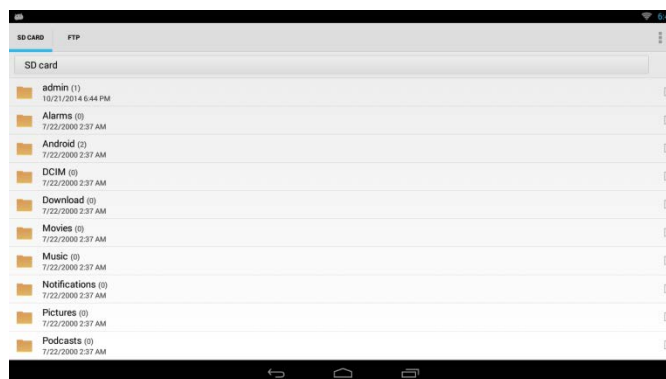 SD CARD
FTP
SD card
admin (1)
10/21/2014 6:44 PM
Alarms (0)
7/22/2000 2:37 AM
Android (2)
7/22/2000 2:37 AM
DCIM (0)
7/22/2000 2:37 AM
Download (0)
7/22/2000 2:37 AM
Movies (0)
7/22/2000 2:37 AM
Music (0)
7/22/2000 2:37 AM
Notifications (0)
7/22/2000 2:37 AM
Pictures (0)
7/22/2000 2:37 AM
Podcasts (0)
7/22/2000 2:37 AM